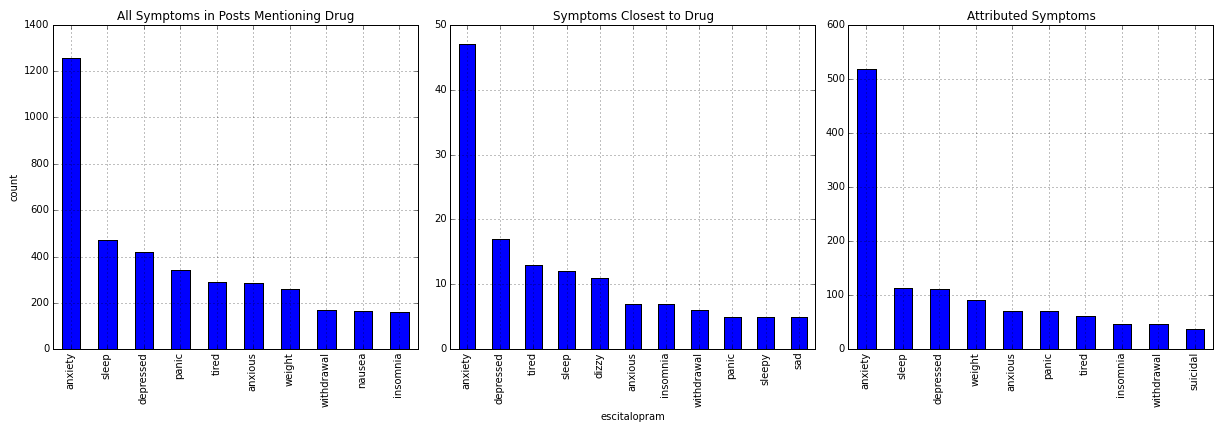 All Symptoms in Posts Mentioning Drug
count
1400
1200
1000
800
600
400
200
0
anxiety
sleep
depressed
panic
tired
anxious
weight
withdrawal
nausea
insomnia
Symptoms Closest to Drug
50
40
30
20
10
0
anxiety
depressed
tired
sleep
dizzy
anxious
insomnia
withdrawal
panic
sleepy
sad
escitalopram
Attributed Symptoms
600
500
400
300
200
100
0
anxiety
sleep
depressed
weight
anxious
panic
tired
insomnia
withdrawal
suicidal